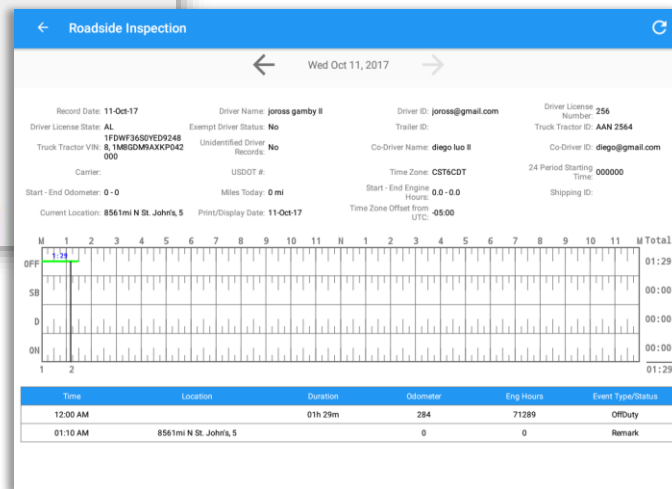 Roadside Inspection
Wed Oct 11, 2017
Record Date: 11-Oct-17 Driver Name: joross gamby II Driver ID: joross@gmail.com Driver License Number: 256
Driver License State: AL Exempt Driver Status: No Trailer ID: Truck Tractor ID: AAN 2564
Truck Tractor VIN: 1FDWF36S0YED92488, 1M8GDM9AXKP042000 Unidentified Driver Records: No Co-Driver Name: diego luo II Co-Driver ID: diego@gmail.com
Carrier: USDOT #: Time Zone: CST6CDT 24 Period Starting Time: 000000
Start - End Odometer: 0 - 0 Miles Today: 0 mi Start - End Engine Hours: 0.0 - 0.0 Shipping ID:
Current Location: 8561mi N St. John's, 5 Print/Display Date: 11-Oct-17 Time Zone Offset from UTC: -05:00
M 1 2 3 4 5 6 7 8 9 10 11 N 1 2 3 4 5 6 7 8 9 10 11 M Total
1:29
OFF 01:29
SB 00:00
D 00:00
ON 00:00
1 2 01:29
Time Location Duration Odometer Eng Hours Event Type/Status
12:00 AM 01h 29m 284 71289 OffDuty
01:10 AM 8561mi N St. John's, 5 0 0 Remark